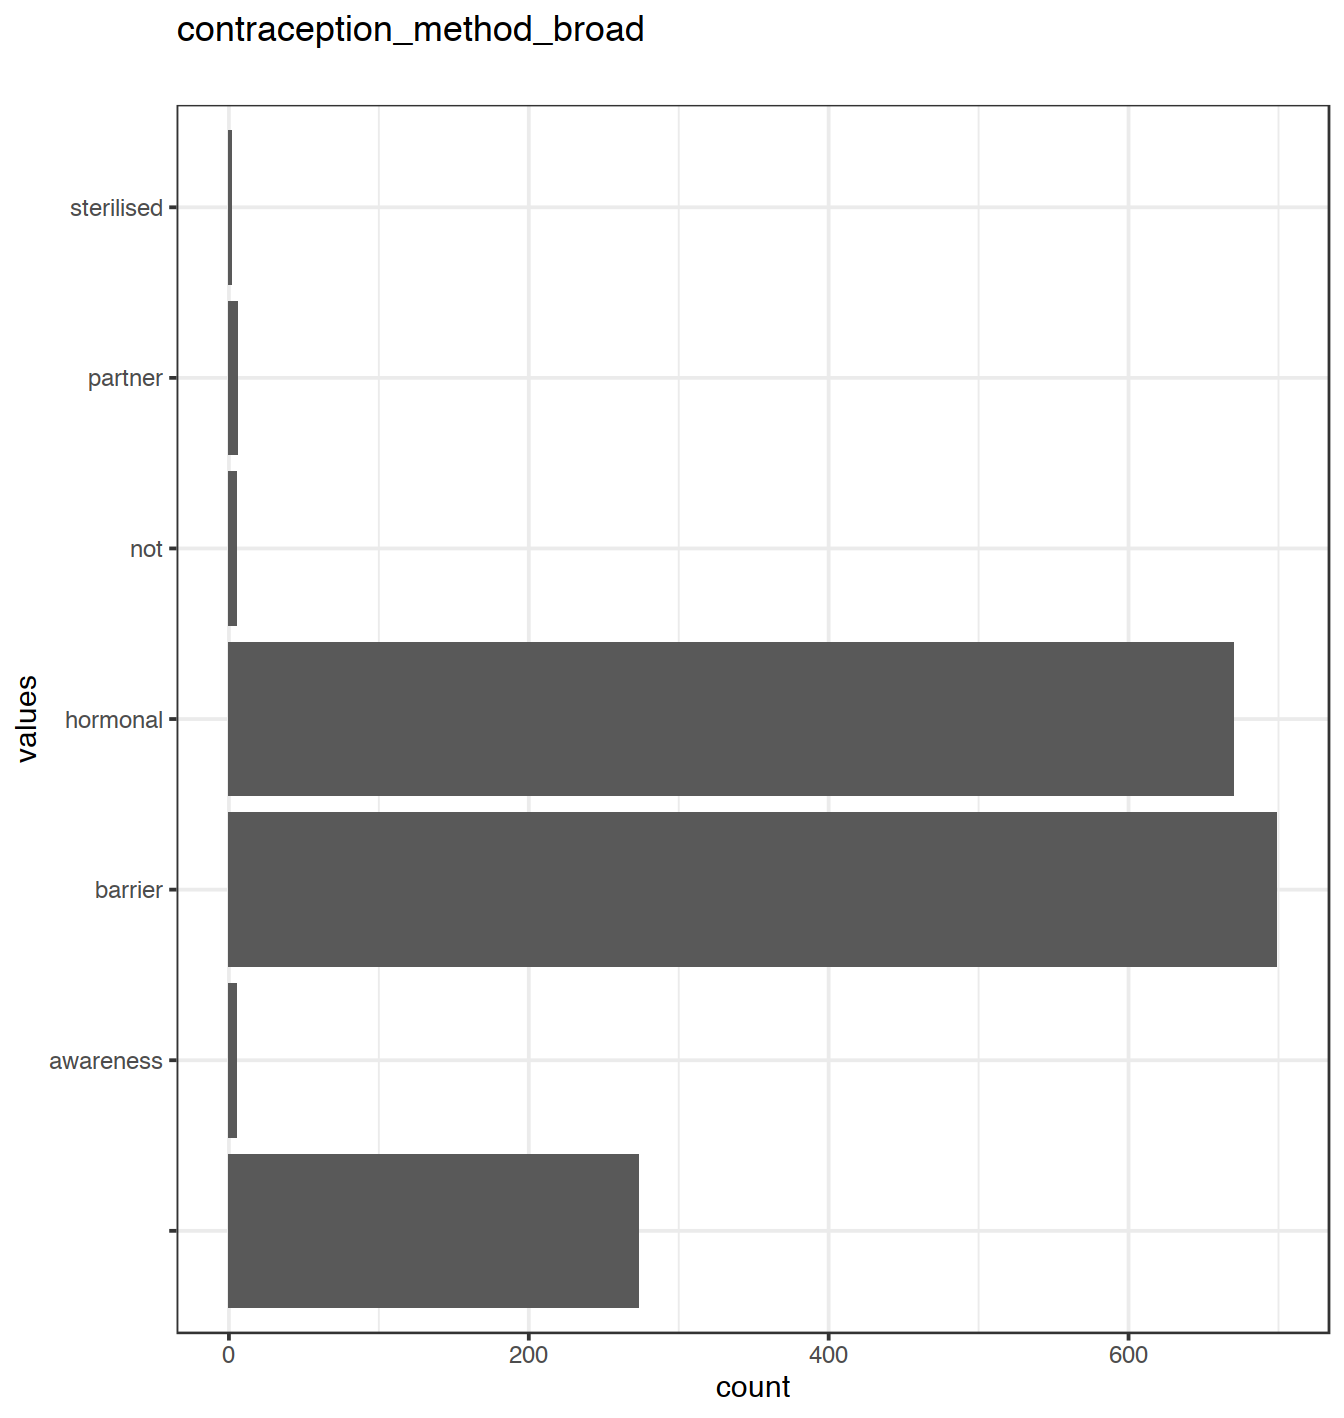 contraception_method_broad
sterilised
partner
not
hormonal
barrier
awareness
values
0 200 400 600
count